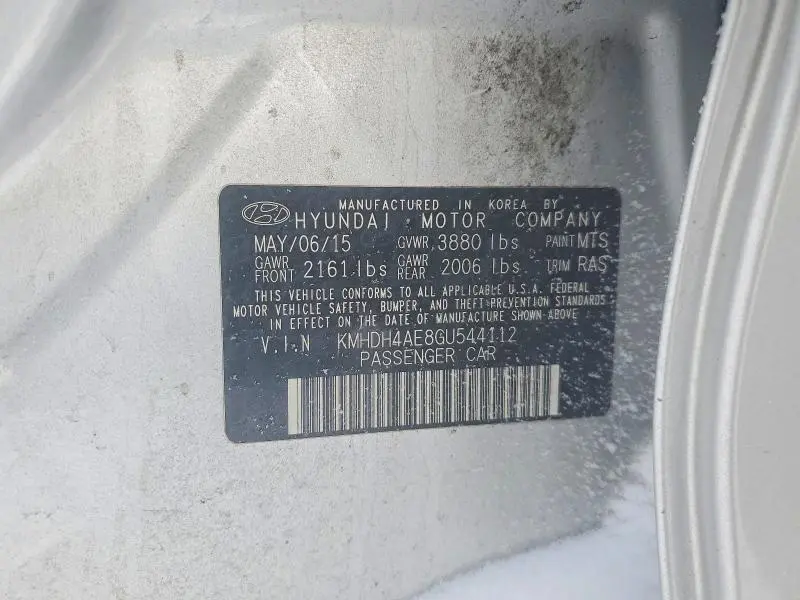 MANUFACTURED IN KOREA BY
HYUNDAI MOTOR COMPANY
MAY/06/15 GVWR 3880 lbs PAINT MTS
GAWR FRONT 2161 lbs GAWR REAR 2006 lbs TRIM RAS
THIS VEHICLE CONFORMS TO ALL APPLICABLE U.S.A. FEDERAL
MOTOR VEHICLE SAFETY, BUMPER, AND THEFT PREVENTION STANDARDS
IN EFFECT ON THE DATE OF MANUFACTURE SHOWN ABOVE
V.I.N KMHDH4AE8GU544112
PASSENGER CAR